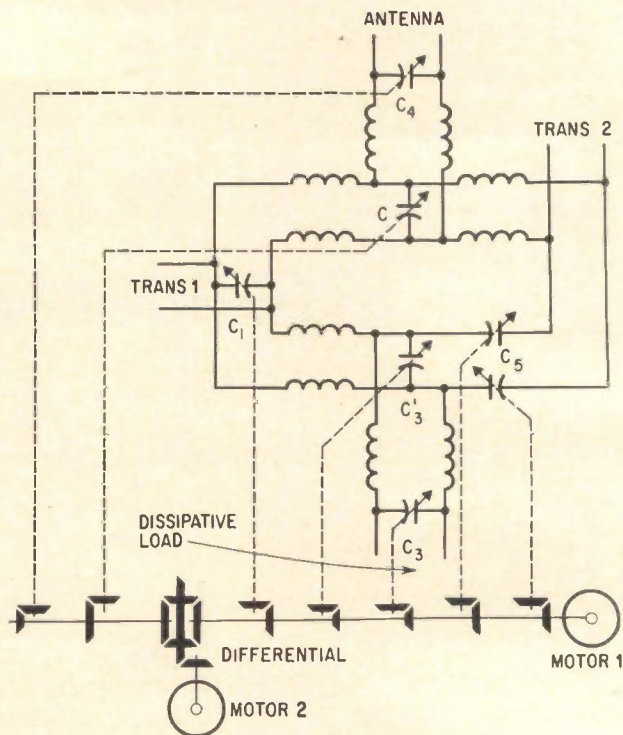 ANTENNA
C4
TRANS 2
C
TRANS 1
C1
C5
C'3
DISSIPATIVE
LOAD
C3
DIFFERENTIAL
MOTOR 1
MOTOR 2